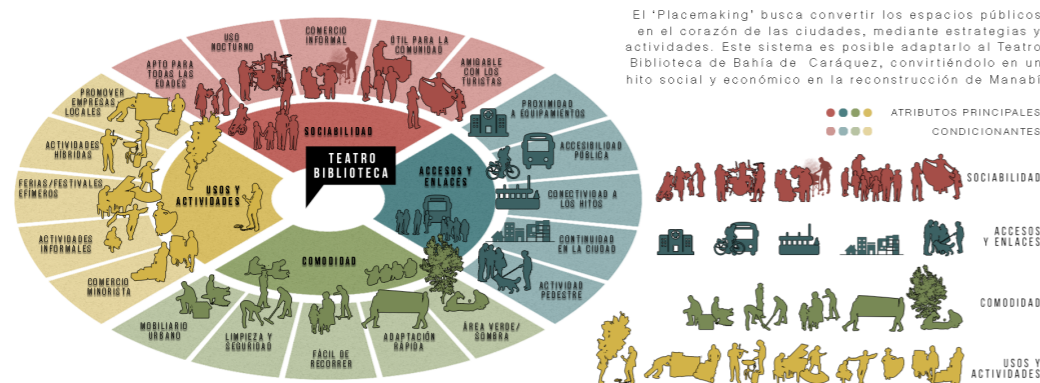 El 'Placemaking' busca convertir los espacios públicos
en el corazón de las ciudades, mediante estrategias y
actividades. Este sistema es posible adaptarlo al Teatro
Biblioteca de Bahía de Caráquez, convirtiéndolo en un
hito social y económico en la reconstrucción de Manabí
ATRIBUTOS PRINCIPALES
CONDICIONANTES
TEATRO
BIBLIOTECA
SOCIABILIDAD
APTO PARA
TODAS LAS
EDADES
USO
NOCTURNO
COMERCIO
INFORMAL
ÚTIL PARA LA
COMUNIDAD
AMIGABLE
CON LOS
TURISTAS
ACCESOS Y
ENLACES
PROXIMIDAD
A EQUIPAMIENTOS
ACCESIBILIDAD
PÚBLICA
CONECTIVIDAD A
LOS HITOS
CONTINUIDAD
EN LA CIUDAD
ACTIVIDAD
PEDESTRE
COMODIDAD
ÁREA VERDE/
SOMBRA
ADAPTACIÓN
RÁPIDA
FÁCIL DE
RECORRER
LIMPIEZA Y
SEGURIDAD
MOBILIARIO
URBANO
USOS Y
ACTIVIDADES
COMERCIO
MINORISTA
ACTIVIDADES
INFORMALES
FERIAS/FESTIVALES
EFÍMEROS
ACTIVIDADES
HÍBRIDAS
PROMOVER
EMPRESAS
LOCALES
SOCIABILIDAD
ACCESOS
Y ENLACES
COMODIDAD
USOS Y
ACTIVIDADES